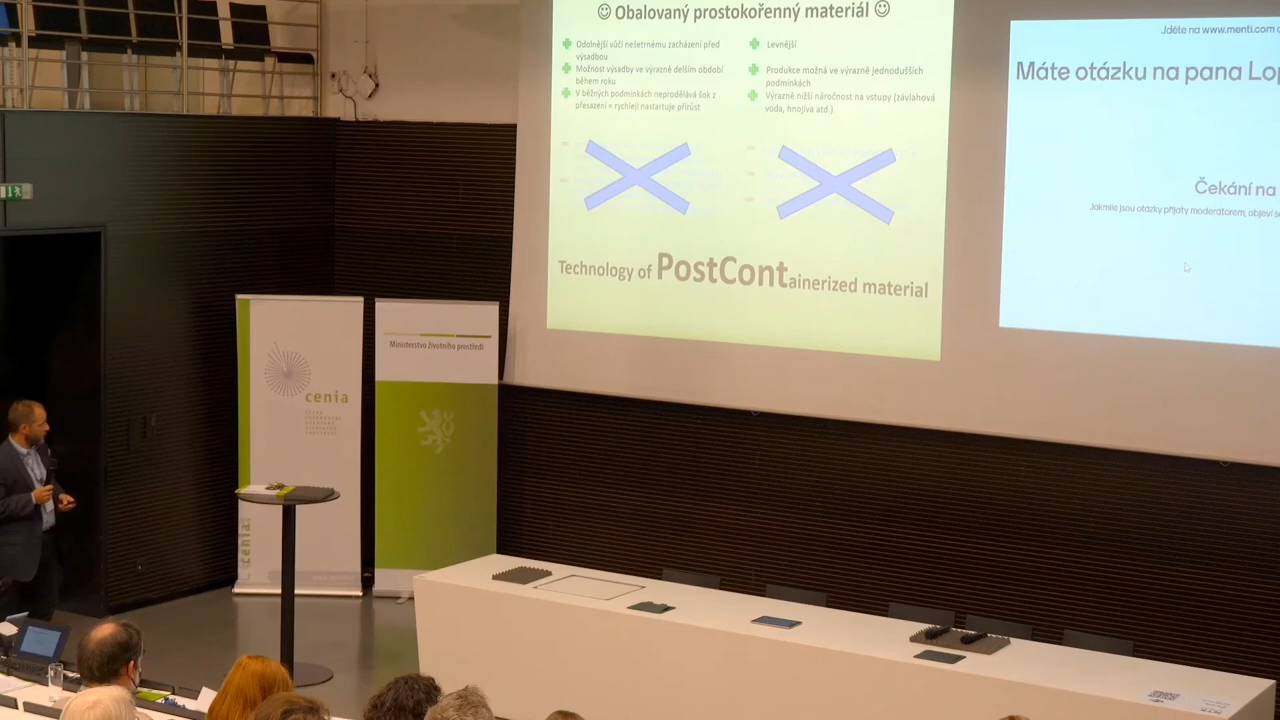 ☺ Obalovaný prostokořenný materiál ☺
Odolnější vůči nešetrnému zacházení před
výsadbou
Možnost výsadby ve výrazně delším období
během roku
V běžných podmínkách neprodělává šok z
přesazení = rychleji nastartuje přírůst
Levnější
Produkce možná ve výrazně jednodušších
podmínkách
Výrazně nižší náročnost na vstupy (závlahová
voda, hnojiva atd.)
Technology of PostContainerized material
Jděte na www.menti.com
Máte otázku na pana
Čekání na
Jakmile jsou otázky přijaty moderátorem, objeví
cenia
Ministerstvo životního prostředí
cenia